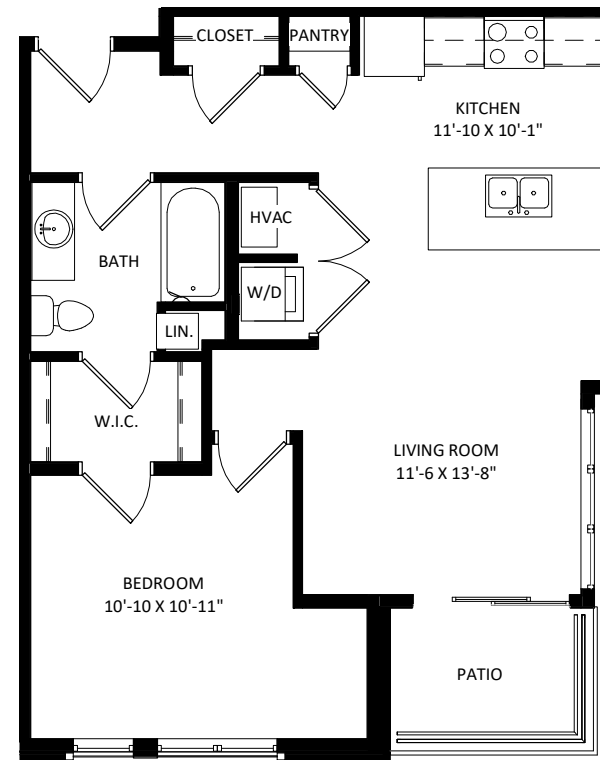 CLOSET
PANTRY
KITCHEN
11'-10 X 10'-1"
HVAC
BATH
W/D
LIN.
W.I.C.
LIVING ROOM
11'-6 X 13'-8"
BEDROOM
10'-10 X 10'-11"
PATIO